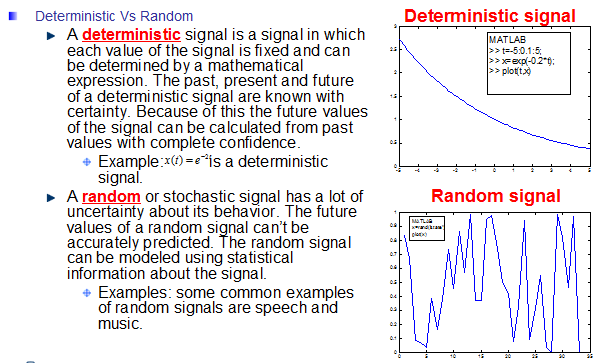 Deterministic Vs Random
A deterministic signal is a signal in which
each value of the signal is fixed and can
be determined by a mathematical
expression. The past, present and future
of a deterministic signal are known with
certainty. Because of this the future values
of the signal can be calculated from past
values with complete confidence.
Example: x(t) = e⁻²ᵗ is a deterministic
signal.
A random or stochastic signal has a lot of
uncertainty about its behavior. The future
values of a random signal can't be
accurately predicted. The random signal
can be modeled using statistical
information about the signal.
Examples: some common examples
of random signals are speech and
music.
Deterministic signal
3
2.5
2
1.5
1
0.5
0
MATLAB
>> t=-5:0.1:5;
>> x=exp(-0.2*t);
>> plot(t,x)
-5 -4 -3 -2 -1 0 1 2 3 4 5
Random signal
1
0.9
0.8
0.7
0.6
0.5
0.4
0.3
0.2
0.1
MATLAB
plot(x)
0 5 10 15 20 25 30 35